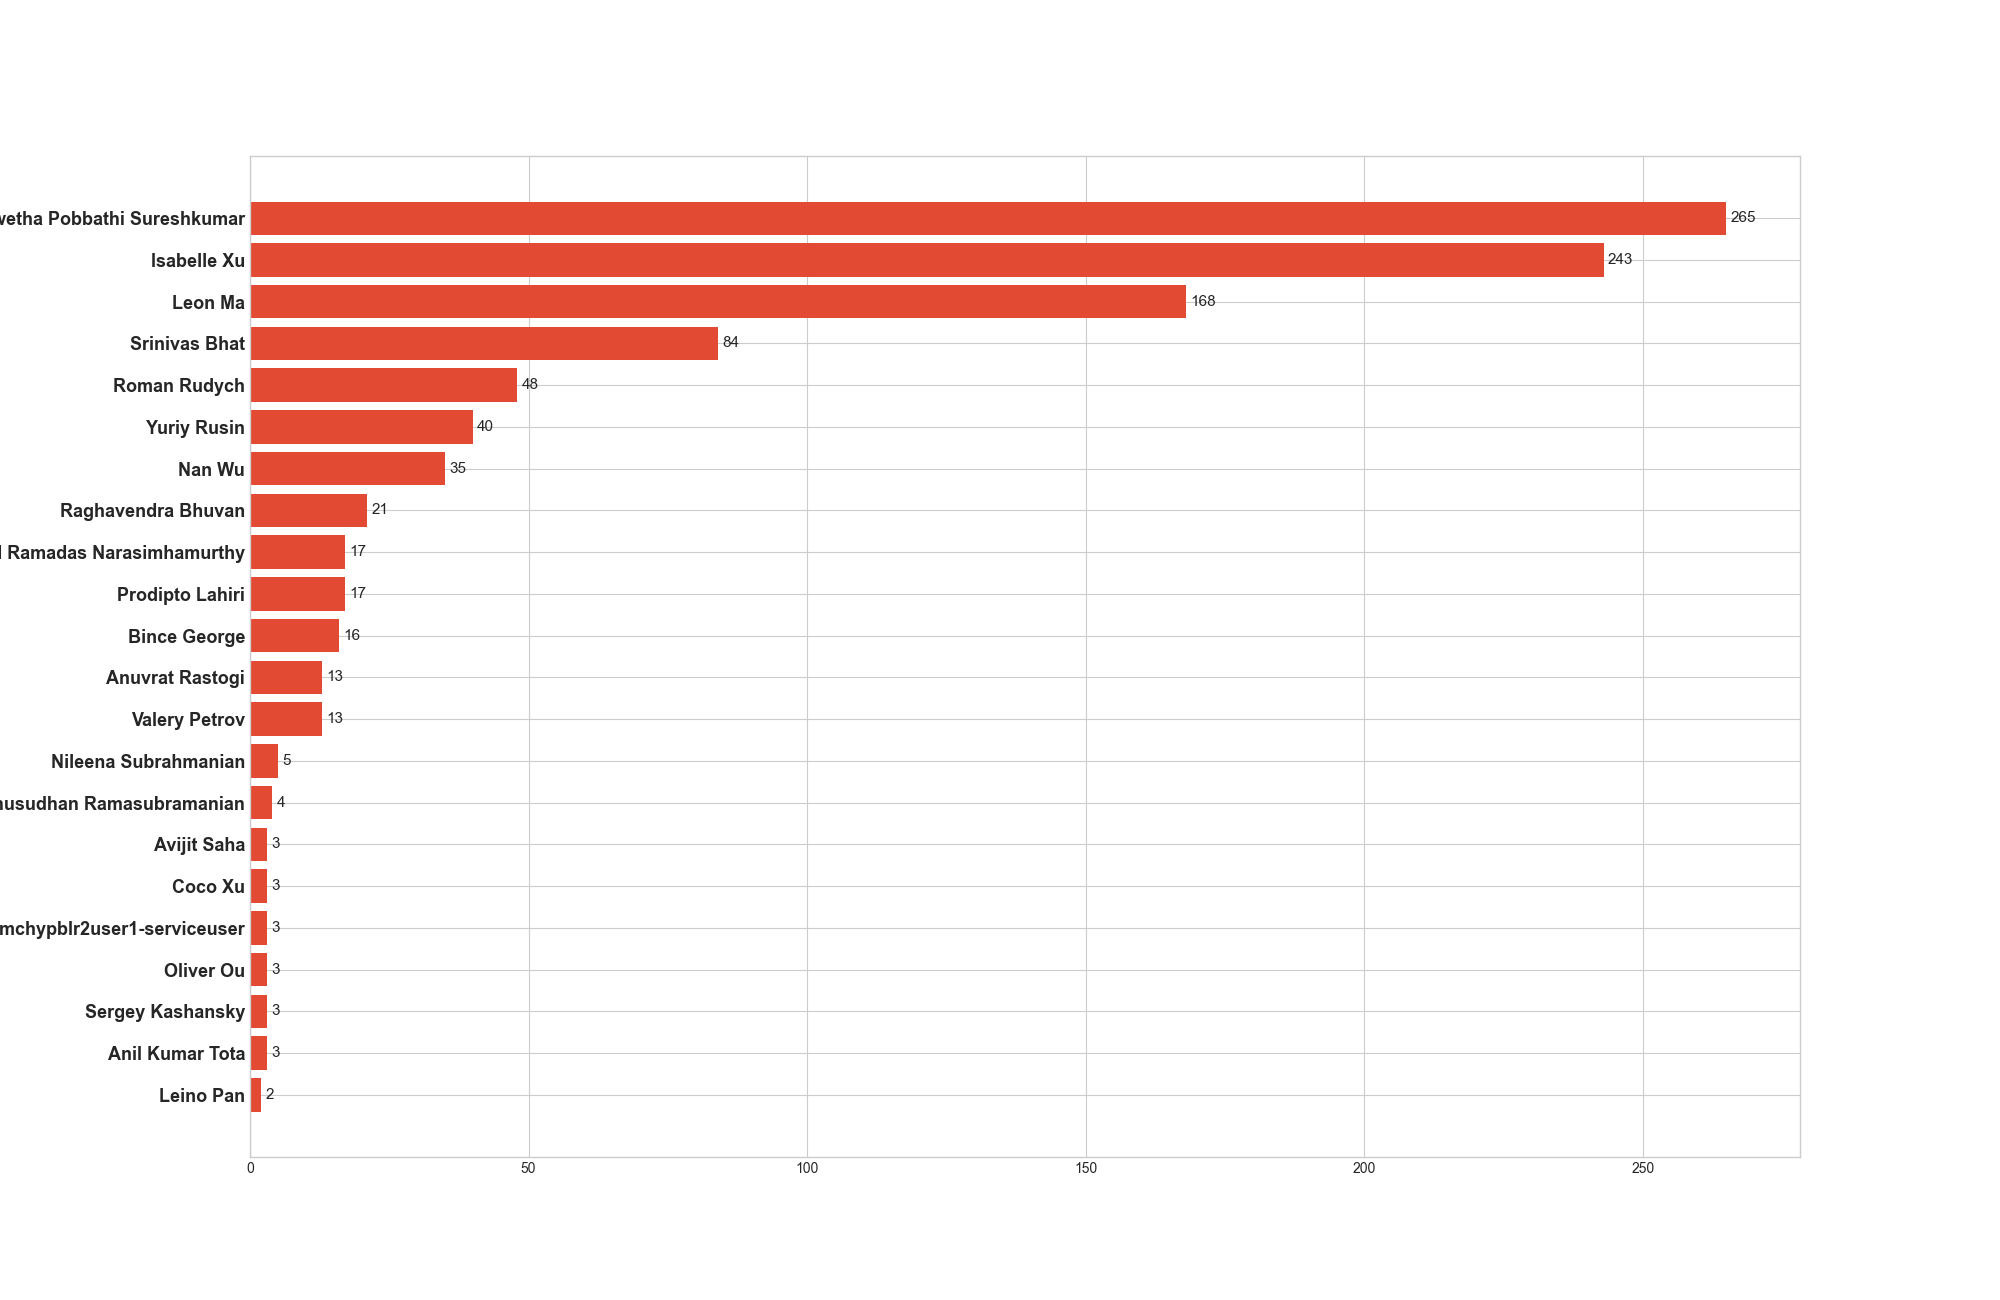 Pobbathi Sureshkumar 265
Isabelle Xu 243
Leon Ma 168
Srinivas Bhat 84
Roman Rudych 48
Yuriy Rusin 40
Nan Wu 35
Raghavendra Bhuvan 21
Ramadas Narasimhamurthy 17
Prodipto Lahiri 17
Bince George 16
Anuvrat Rastogi 13
Valery Petrov 13
Nileena Subrahmanian 5
Ramasubramanian 4
Avijit Saha 3
Coco Xu 3
mchypblr2user1-serviceuser 3
Oliver Ou 3
Sergey Kashansky 3
Anil Kumar Tota 3
Leino Pan 2
0 50 100 150 200 250